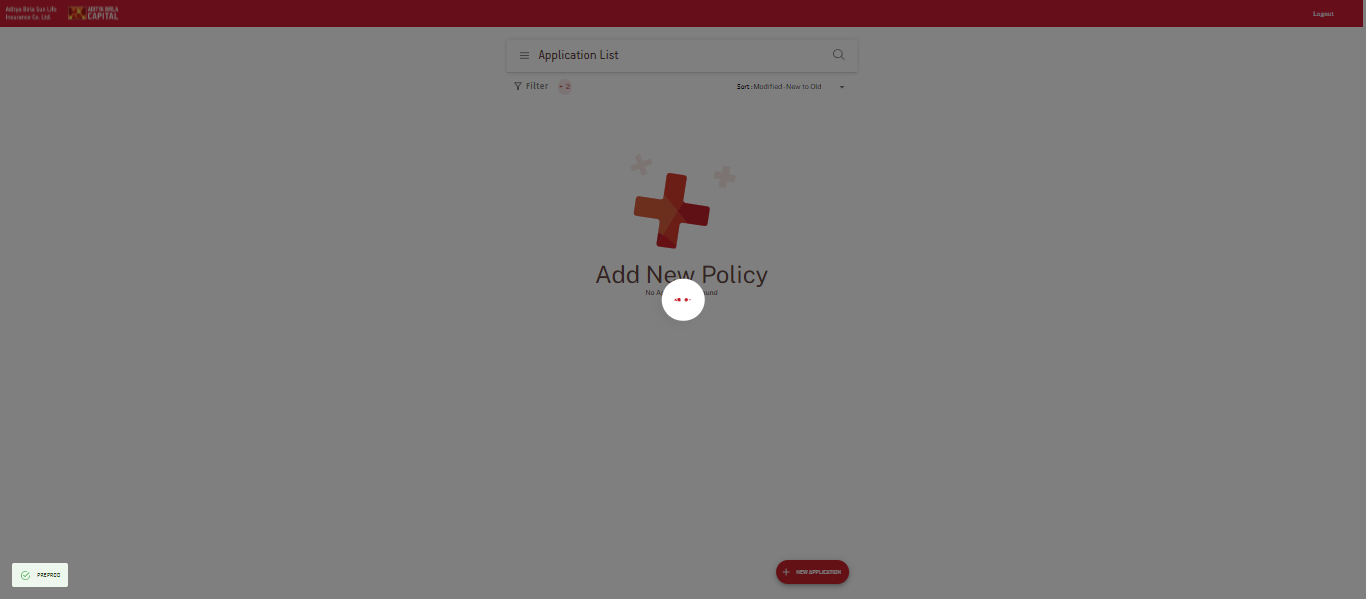 Aditya Birla Sun Life
Insurance Co. Ltd.
ADITYA BIRLA
CAPITAL
Logout
Application List
Filter
+ 2
Sort : Modified - New to Old
Add New Policy
No A
und
PREPROD
+ NEW APPLICATION